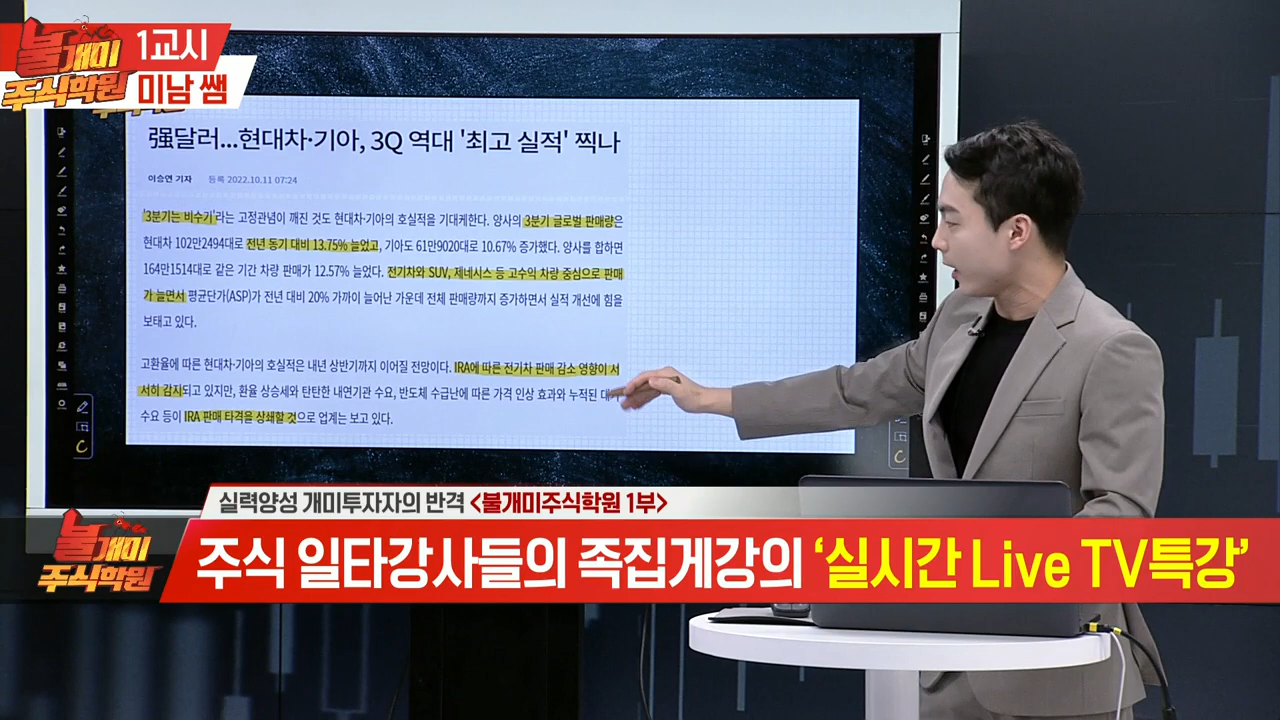 불개미
주식학원
1교시
미남 쌤
强달러...현대차·기아, 3Q 역대 '최고 실적' 찍나
이승연 기자 등록 2022.10.11 07:24
'3분기는 비수기'라는 고정관념이 깨진 것도 현대차·기아의 호실적을 기대케한다. 양사의 3분기 글로벌 판매량은
현대차 102만2494대로 전년 동기 대비 13.75% 늘었고, 기아도 61만9020대로 10.67% 증가했다. 양사를 합하면
164만1514대로 같은 기간 차량 판매가 12.57% 늘었다. 전기차와 SUV, 제네시스 등 고수익 차량 중심으로 판매
가 늘면서 평균단가(ASP)가 전년 대비 20% 가까이 늘어난 가운데 전체 판매량까지 증가하면서 실적 개선에 힘을
보태고 있다.
고환율에 따른 현대차·기아의 호실적은 내년 상반기까지 이어질 전망이다. IRA에 따른 전기차 판매 감소 영향이 서
서히 감지되고 있지만, 환율 상승세와 탄탄한 내연기관 수요, 반도체 수급난에 따른 가격 인상 효과와 누적된
수요 등이 IRA 판매 타격을 상쇄할 것으로 업계는 보고 있다.
실력양성 개미투자자의 반격 <불개미주식학원 1부>
불개미
주식학원
주식 일타강사들의 족집게강의 '실시간 Live TV특강'